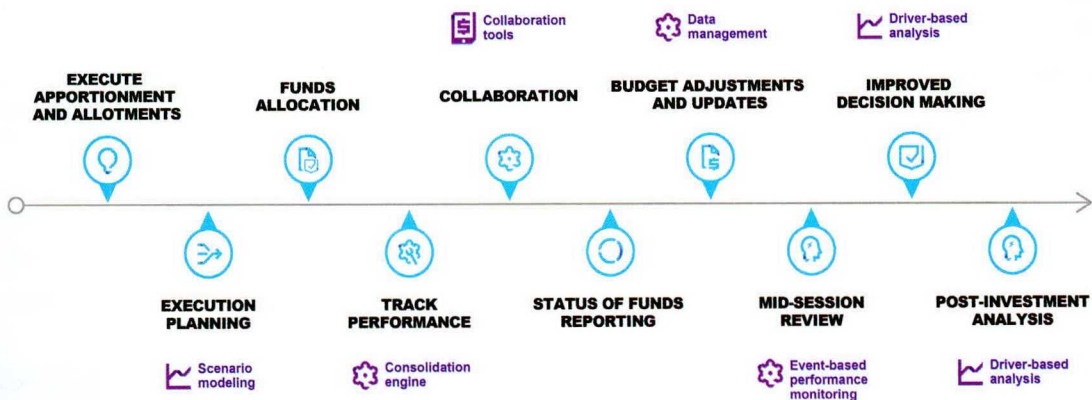 Collaboration
tools
Data
management
Driver-based
analysis
EXECUTE
APPORTIONMENT
AND ALLOTMENTS
FUNDS
ALLOCATION
COLLABORATION
BUDGET ADJUSTMENTS
AND UPDATES
IMPROVED
DECISION MAKING
EXECUTION
PLANNING
TRACK
PERFORMANCE
STATUS OF FUNDS
REPORTING
MID-SESSION
REVIEW
POST-INVESTMENT
ANALYSIS
Scenario
modeling
Consolidation
engine
Event-based
performance
monitoring
Driver-based
analysis